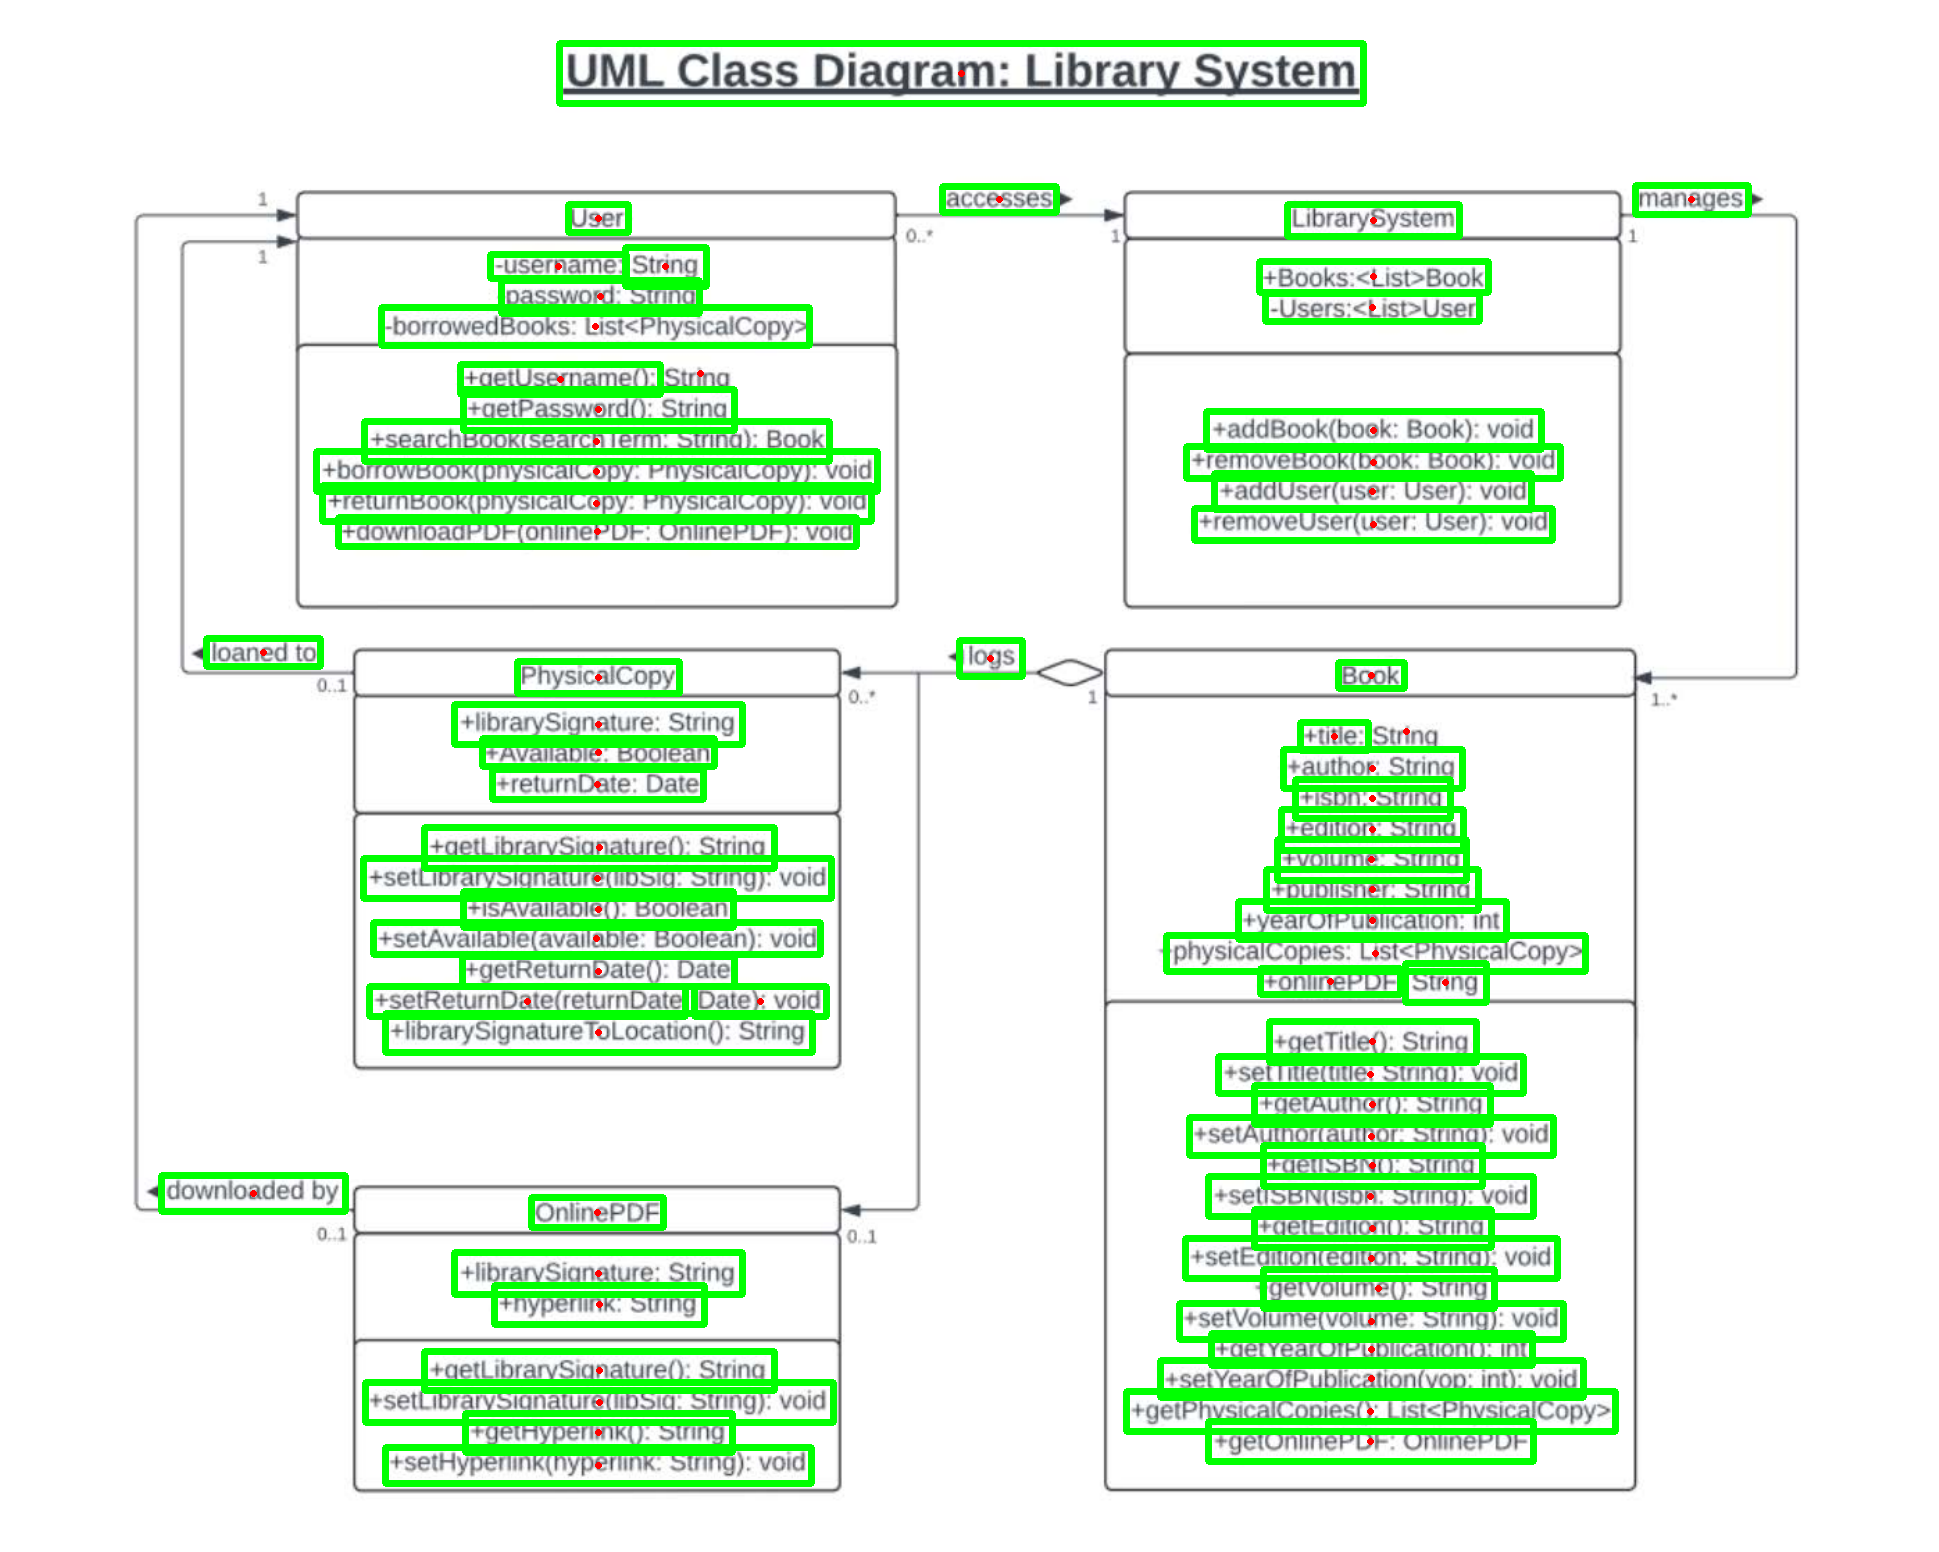 UML Class Diagram: Library System
1
accesses
manages
User
LibrarySystem
0..*
1
1
1
-username: String
password: String
-borrowedBooks: List<PhysicalCopy>
+Books:<List>Book
-Users:<List>User
+getUsername(): String
+getPassword(): String
+searchBook(searchTerm: String): Book
+borrowBook(physicalCopy: PhysicalCopy): void
+returnBook(physicalCopy: PhysicalCopy): void
+downloadPDF(onlinePDF: OnlinePDF): void
+addBook(book: Book): void
+removeBook(book: Book): void
+addUser(user: User): void
+removeUser(user: User): void
loaned to
logs
PhysicalCopy
Book
0..1
0..*
1
1..*
+librarySignature: String
+Available: Boolean
+returnDate: Date
+getLibrarySignature(): String
+setLibrarySignature(libSig: String): void
+isAvailable(): Boolean
+setAvailable(available: Boolean): void
+getReturnDate(): Date
+setReturnDate(returnDate Date): void
+librarySignatureToLocation(): String
+title: String
+author: String
+isbn: String
+edition: String
+volume: String
+publisher: String
+yearOfPublication: int
+physicalCopies: List<PhysicalCopy>
+onlinePDF String
+getTitle(): String
+setTitle(title: String): void
+getAuthor(): String
+setAuthor(author: String): void
+getISBN(): String
+setISBN(isbn: String): void
+getEdition(): String
+setEdition(edition: String): void
+getVolume(): String
+setVolume(volume: String): void
+getYearOfPublication(): int
+setYearOfPublication(yop: int): void
+getPhysicalCopies(): List<PhysicalCopy>
+getOnlinePDF: OnlinePDF
downloaded by
OnlinePDF
0..1
0..1
+librarySignature: String
+hyperlink: String
+getLibrarySignature(): String
+setLibrarySignature(libSig: String): void
+getHyperlink(): String
+setHyperlink(hyperlink: String): void